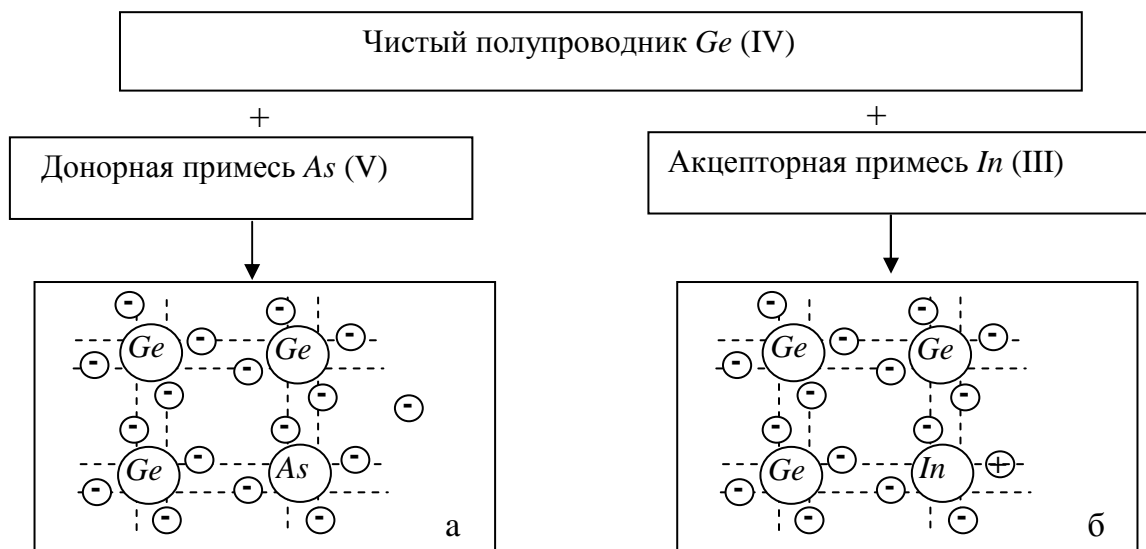 Чистый полупроводник Ge (IV)
+ +
Донорная примесь As (V)
Акцепторная примесь In (III)
- - - -
Ge - Ge
- -
- - -
- -
Ge - As -
- -
- -
а
- - - -
Ge - Ge
- -
- -
- -
Ge - In +
- -
- -
б